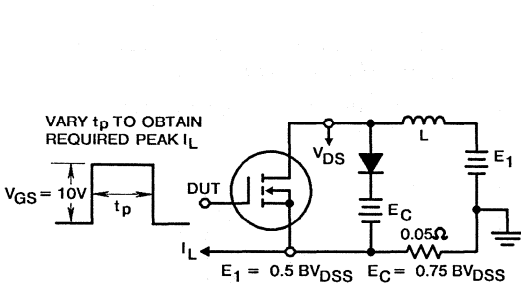 VARY tp TO OBTAIN
REQUIRED PEAK IL
VGS = 10V
tp
DUT
VDS
L
E1
EC
0.05Ω
IL
E1 = 0.5 BVDSS EC = 0.75 BVDSS